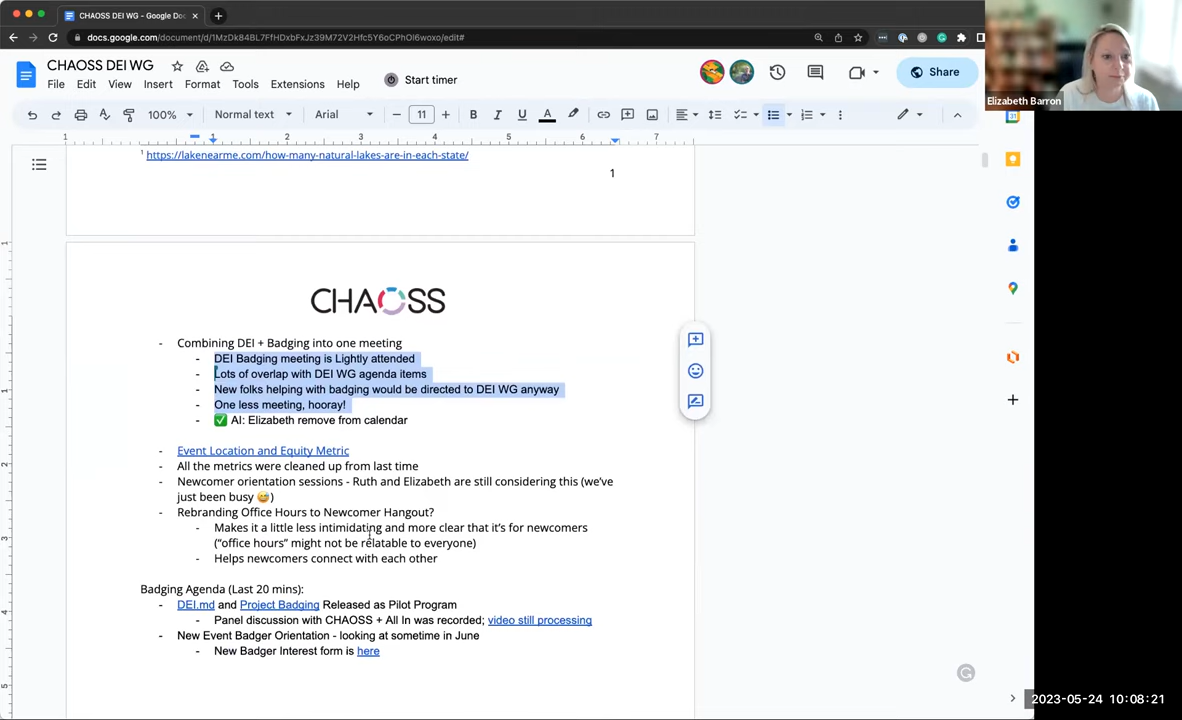 CHAOSS DEI WG - Google Doc
docs.google.com/document/d/1MzDk84BL7FfHDxbFxJz39M72V2Hfc5Y6oCPhOl6woxo/edit#
CHAOSS DEI WG
File Edit View Insert Format Tools Extensions Help
Start timer
Share
Elizabeth Barron
100% Normal text Arial 11
1 1 2 3 4 5 6 7
1 https://lakenearme.com/how-many-natural-lakes-are-in-each-state/
1
CHAOSS
- Combining DEI + Badging into one meeting
- DEI Badging meeting is Lightly attended
- Lots of overlap with DEI WG agenda items
- New folks helping with badging would be directed to DEI WG anyway
- One less meeting, hooray!
- ✅ AI: Elizabeth remove from calendar
- Event Location and Equity Metric
- All the metrics were cleaned up from last time
- Newcomer orientation sessions - Ruth and Elizabeth are still considering this (we've
just been busy 😅)
- Rebranding Office Hours to Newcomer Hangout?
- Makes it a little less intimidating and more clear that it's for newcomers
("office hours" might not be relatable to everyone)
- Helps newcomers connect with each other
Badging Agenda (Last 20 mins):
- DEI.md and Project Badging Released as Pilot Program
- Panel discussion with CHAOSS + All In was recorded; video still processing
- New Event Badger Orientation - looking at sometime in June
- New Badger Interest form is here
2023-05-24 10:08:21